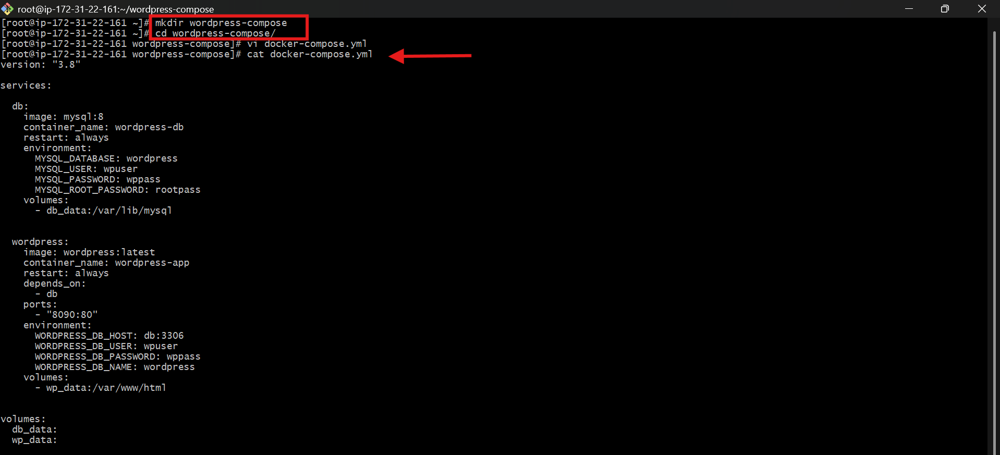 root@ip-172-31-22-161:~/wordpress-compose
[root@ip-172-31-22-161 ~]# mkdir wordpress-compose
[root@ip-172-31-22-161 ~]# cd wordpress-compose/
[root@ip-172-31-22-161 wordpress-compose]# vi docker-compose.yml
[root@ip-172-31-22-161 wordpress-compose]# cat docker-compose.yml
version: "3.8"

services:

  db:
    image: mysql:8
    container_name: wordpress-db
    restart: always
    environment:
      MYSQL_DATABASE: wordpress
      MYSQL_USER: wpuser
      MYSQL_PASSWORD: wppass
      MYSQL_ROOT_PASSWORD: rootpass
    volumes:
      - db_data:/var/lib/mysql


  wordpress:
    image: wordpress:latest
    container_name: wordpress-app
    restart: always
    depends_on:
      - db
    ports:
      - "8090:80"
    environment:
      WORDPRESS_DB_HOST: db:3306
      WORDPRESS_DB_USER: wpuser
      WORDPRESS_DB_PASSWORD: wppass
      WORDPRESS_DB_NAME: wordpress
    volumes:
      - wp_data:/var/www/html


volumes:
  db_data:
  wp_data: